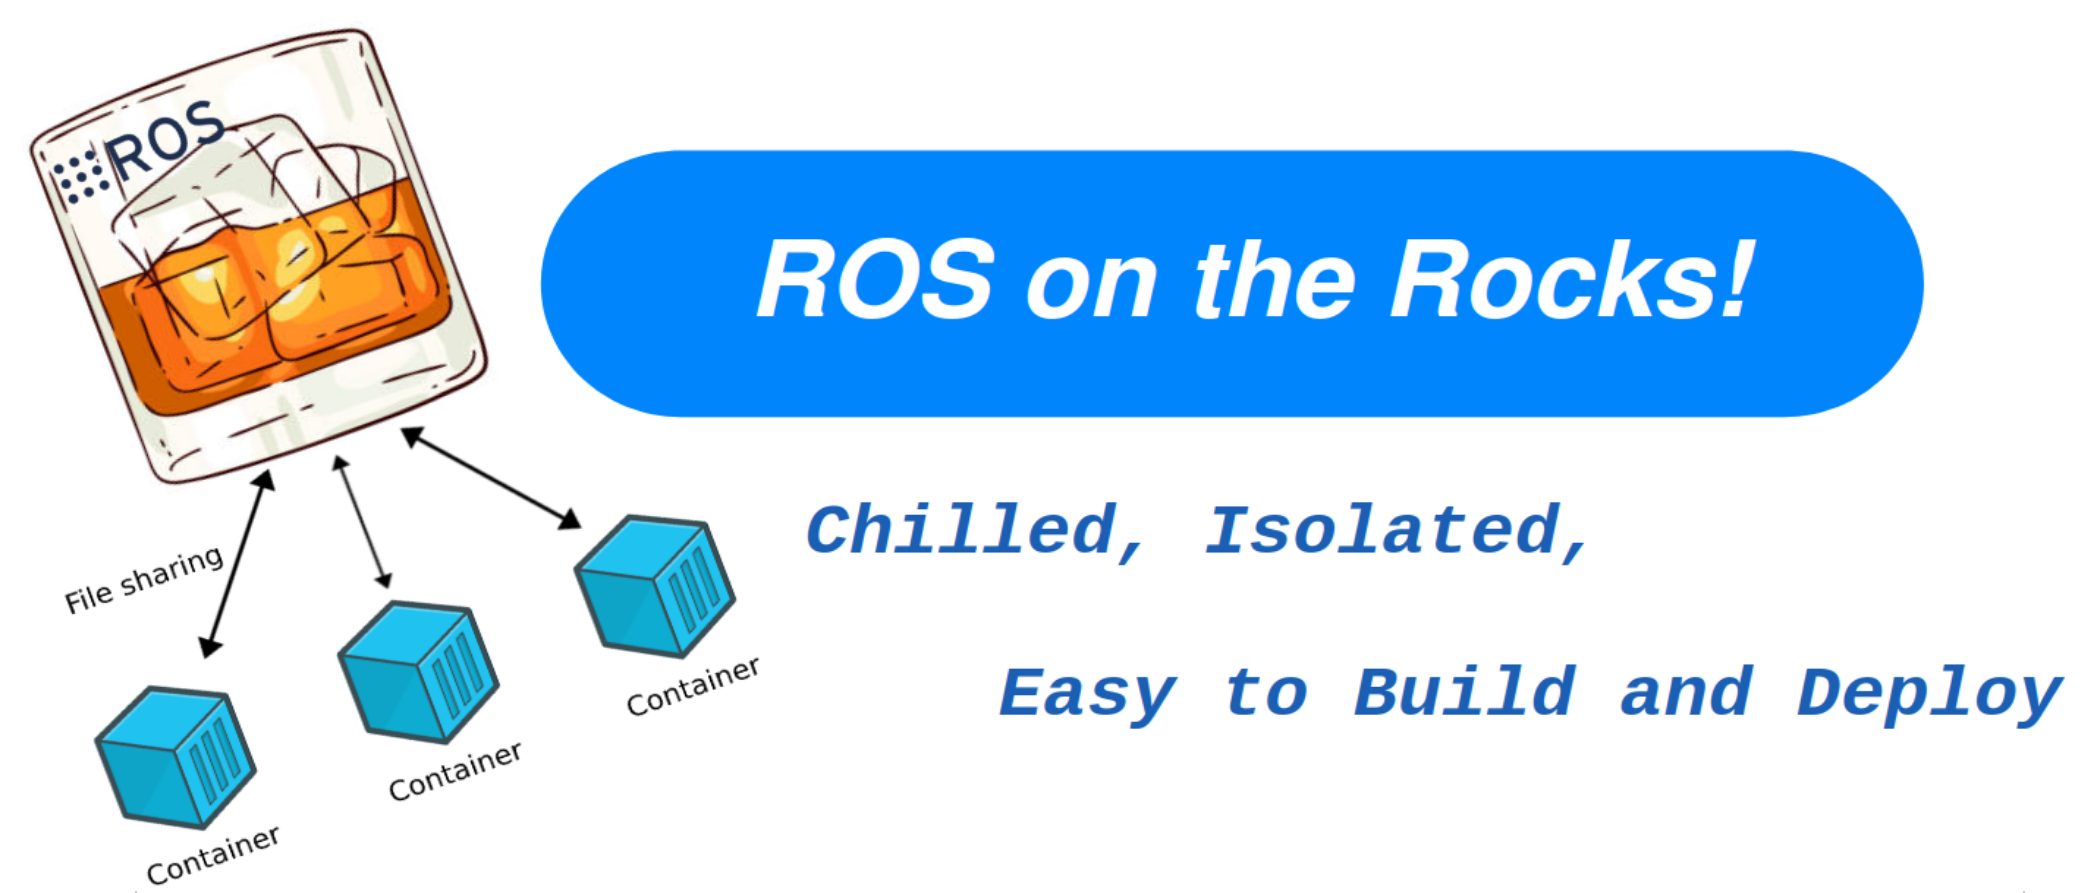 ROS
ROS on the Rocks!
Chilled, Isolated,
Easy to Build and Deploy
File sharing
Container
Container
Container